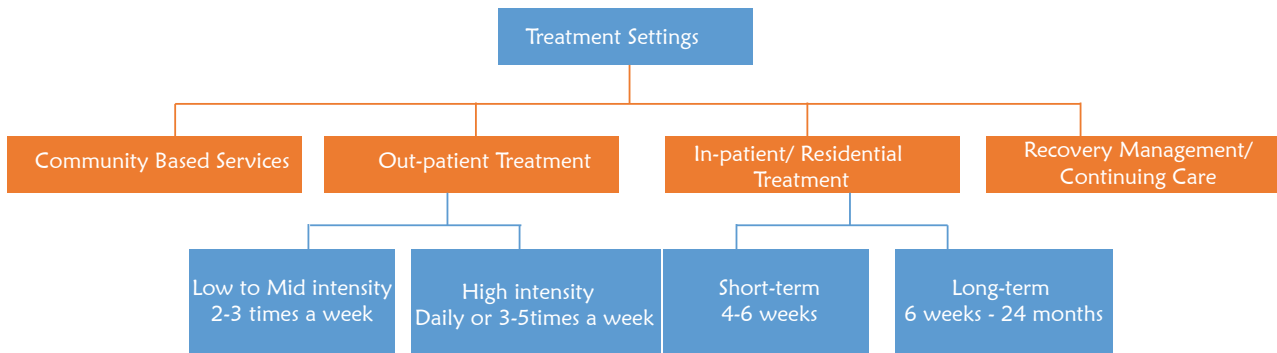 Treatment Settings
Community Based Services
Out-patient Treatment
In-patient/ Residential
Treatment
Recovery Management/
Continuing Care
Low to Mid intensity
2-3 times a week
High intensity
Daily or 3-5times a week
Short-term
4-6 weeks
Long-term
6 weeks - 24 months